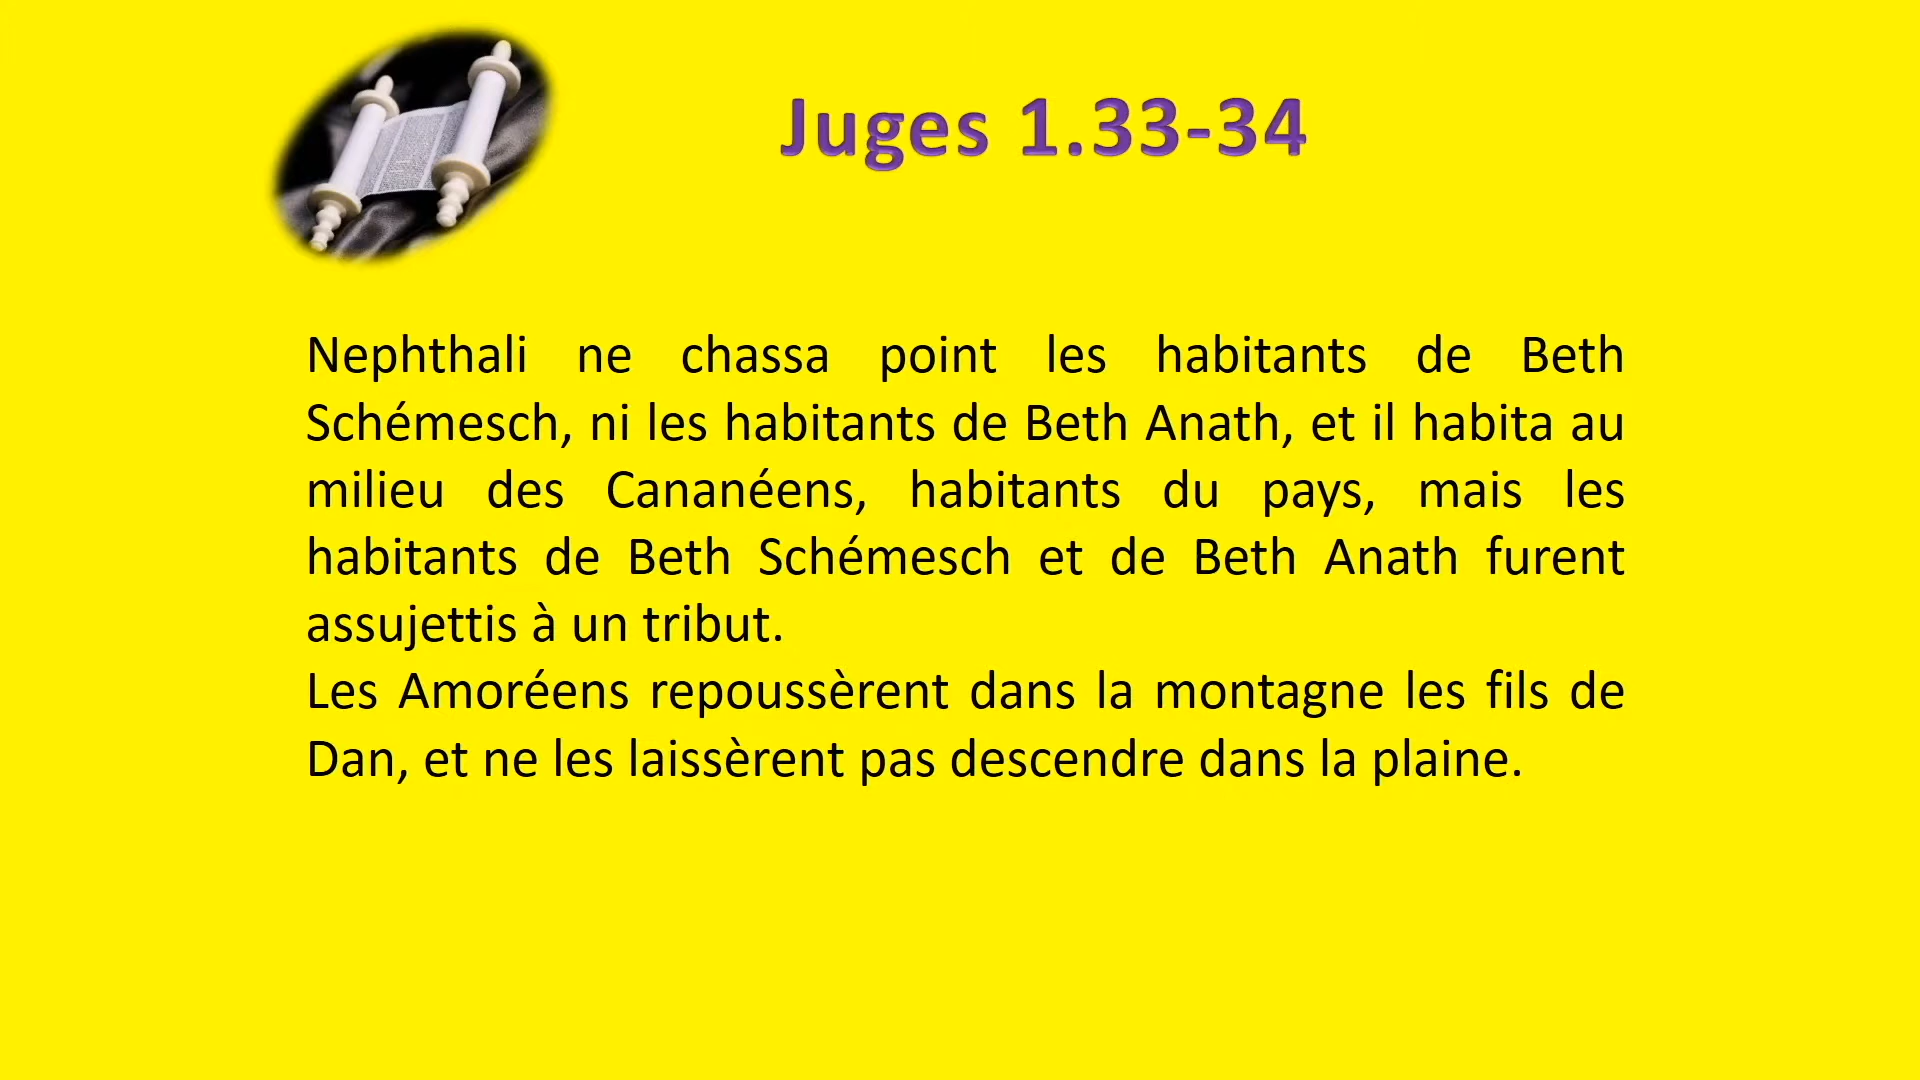 Juges 1.33-34
Nephthali ne chassa point les habitants de Beth
Schémesch, ni les habitants de Beth Anath, et il habita au
milieu des Cananéens, habitants du pays, mais les
habitants de Beth Schémesch et de Beth Anath furent
assujettis à un tribut.
Les Amoréens repoussèrent dans la montagne les fils de
Dan, et ne les laissèrent pas descendre dans la plaine.